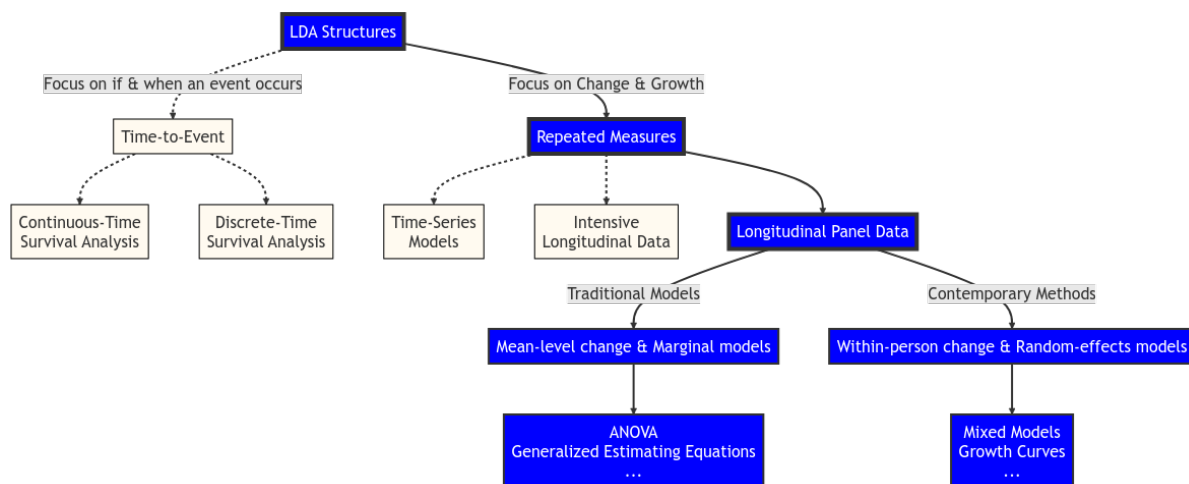 LDA Structures
Focus on if & when an event occurs
Focus on Change & Growth
Time-to-Event
Repeated Measures
Continuous-Time
Survival Analysis
Discrete-Time
Survival Analysis
Time-Series
Models
Intensive
Longitudinal Data
Longitudinal Panel Data
Traditional Models
Contemporary Methods
Mean-level change & Marginal models
Within-person change & Random-effects models
ANOVA
Generalized Estimating Equations
...
Mixed Models
Growth Curves
...